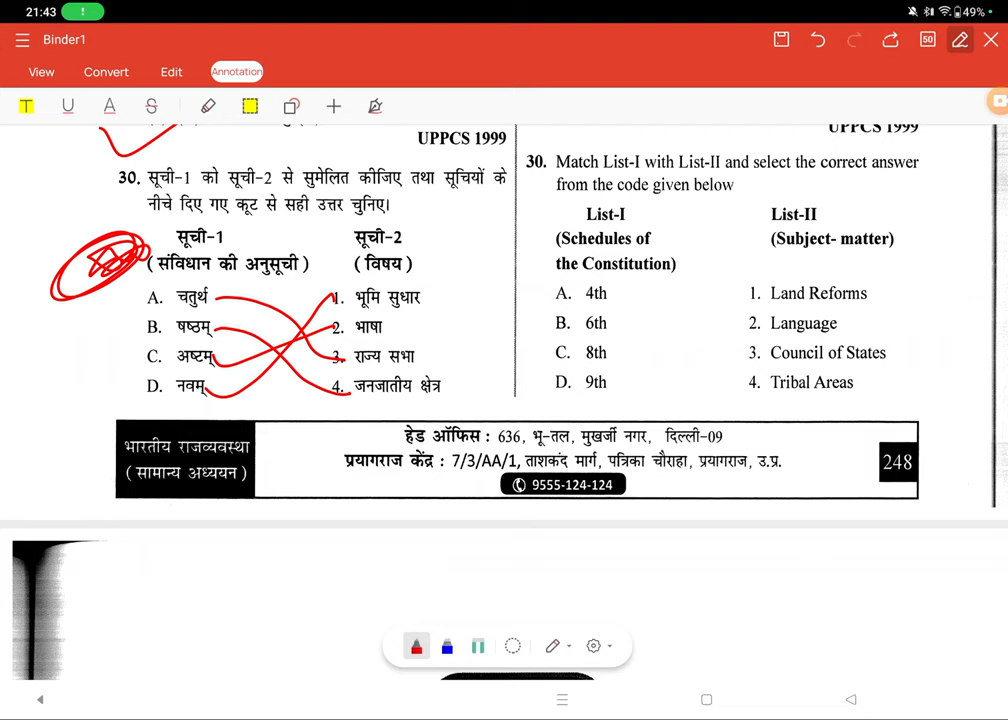 21:43
49%
Binder1
50
View Convert Edit Annotation
T U A S
UPPCS 1999
30. सूची-1 को सूची-2 से सुमेलित कीजिए तथा सूचियों के
नीचे दिए गए कूट से सही उत्तर चुनिए।
सूची-1 सूची-2
(संविधान की अनुसूची) (विषय)
A. चतुर्थ 1. भूमि सुधार
B. षष्ठम् 2. भाषा
C. अष्टम् 3. राज्य सभा
D. नवम् 4. जनजातीय क्षेत्र
UPPCS 1999
30. Match List-I with List-II and select the correct answer
from the code given below
List-I List-II
(Schedules of (Subject- matter)
the Constitution)
A. 4th 1. Land Reforms
B. 6th 2. Language
C. 8th 3. Council of States
D. 9th 4. Tribal Areas
भारतीय राजव्यवस्था
(सामान्य अध्ययन)
हेड ऑफिस : 636, भू-तल, मुखर्जी नगर, दिल्ली-09
प्रयागराज केंद्र : 7/3/AA/1, ताशकंद मार्ग, पत्रिका चौराहा, प्रयागराज, उ.प्र.
9555-124-124
248